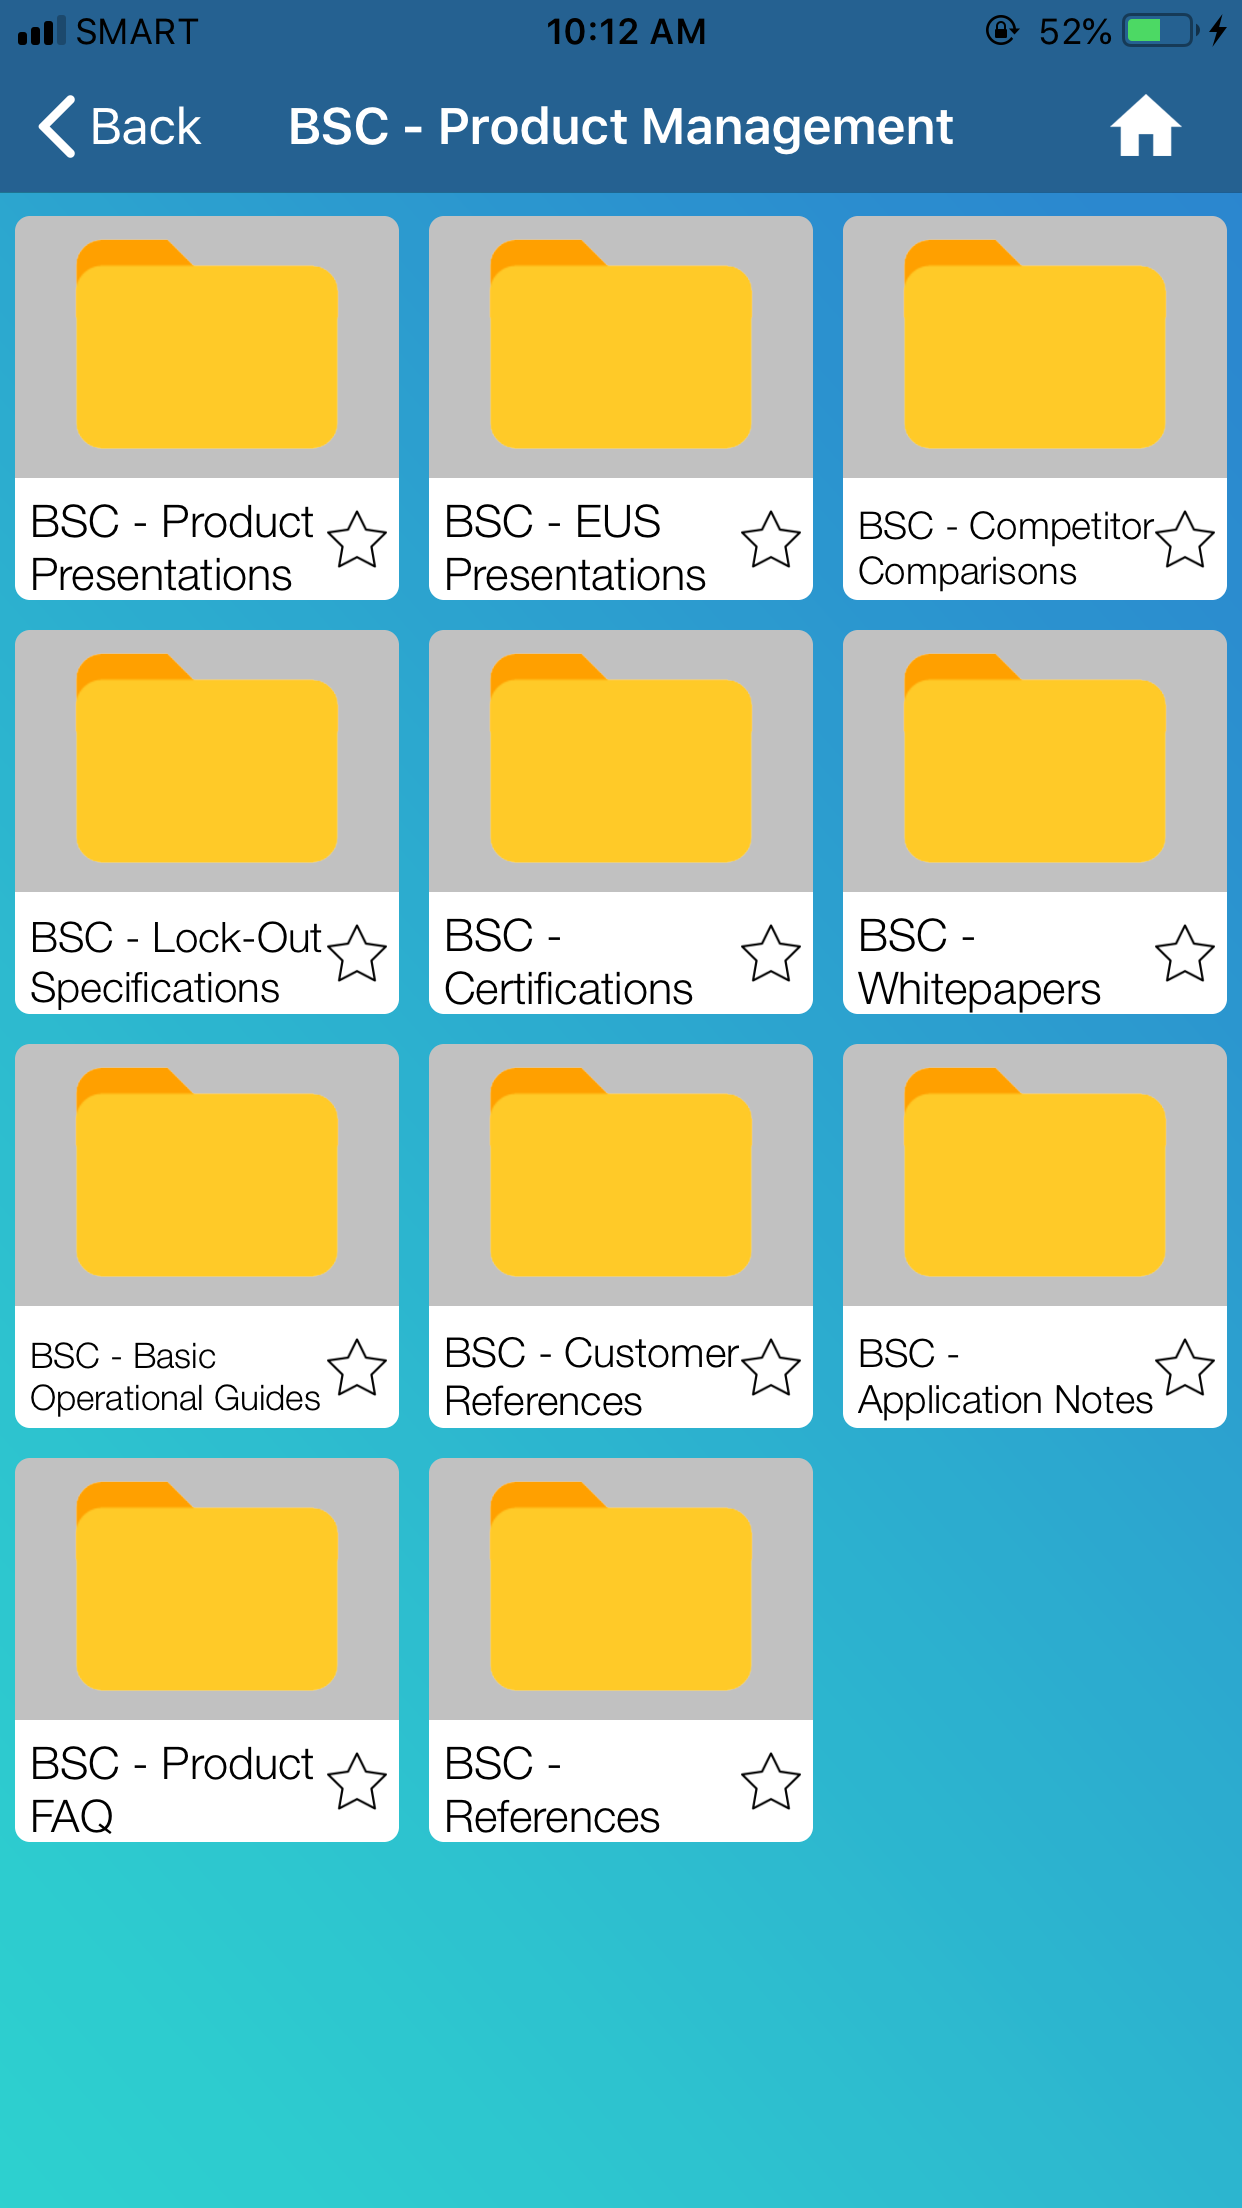 SMART 10:12 AM 52%
Back BSC - Product Management
BSC - Product
Presentations
BSC - EUS
Presentations
BSC - Competitor
Comparisons
BSC - Lock-Out
Specifications
BSC -
Certifications
BSC -
Whitepapers
BSC - Basic
Operational Guides
BSC - Customer
References
BSC -
Application Notes
BSC - Product
FAQ
BSC -
References